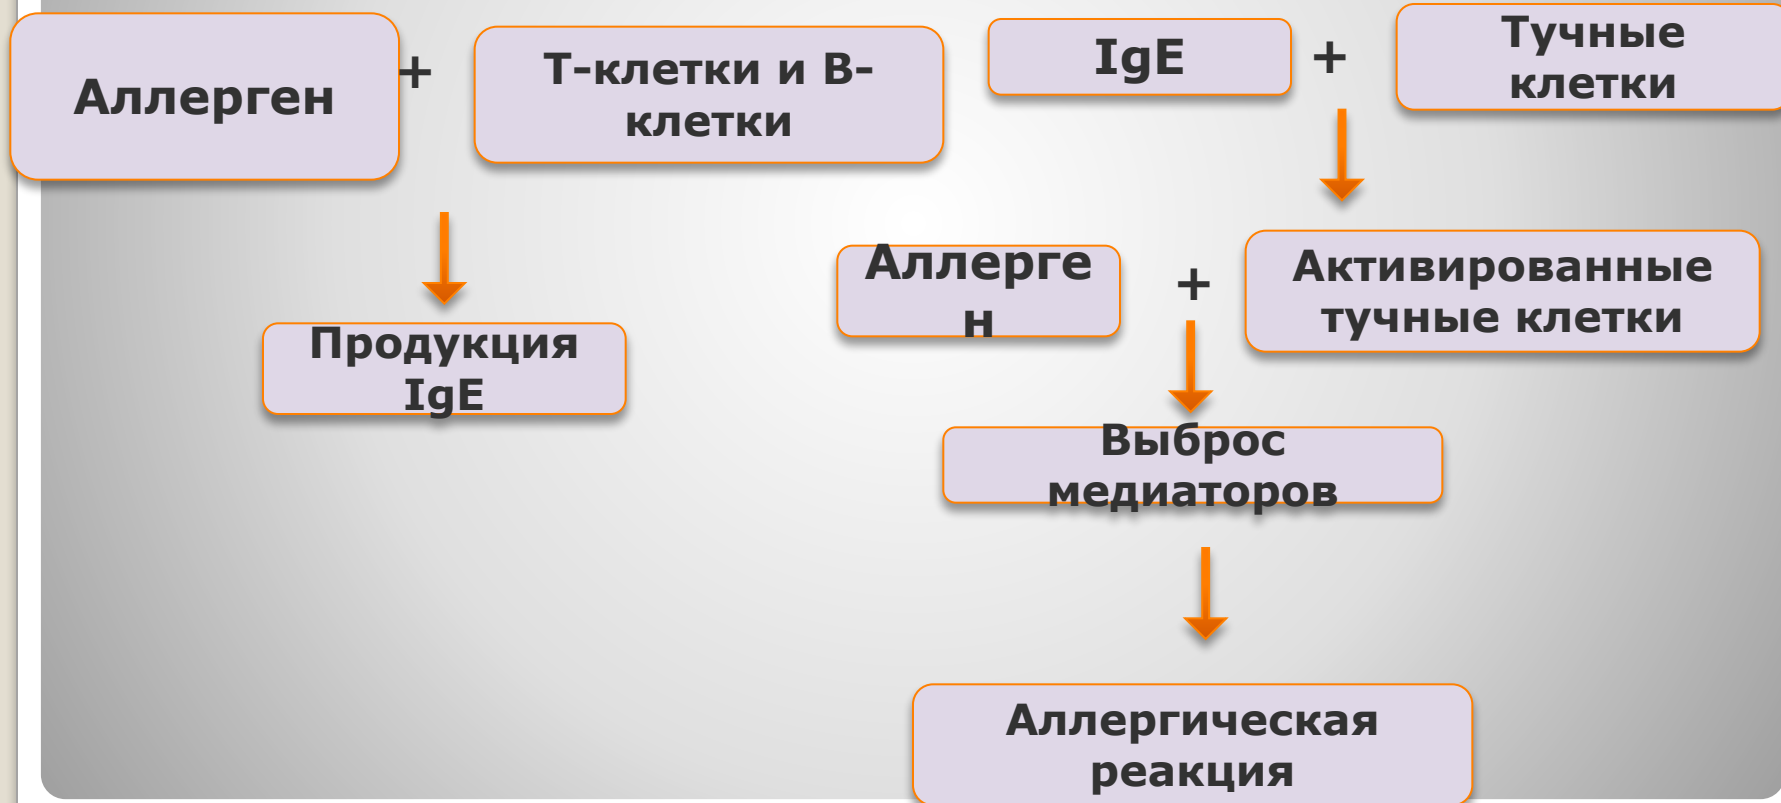 Аллерген
+
Т-клетки и В-
клетки
Продукция
IgE
IgE
+
Тучные
клетки
Аллерге
н
+
Активированные
тучные клетки
Выброс
медиаторов
Аллергическая
реакция